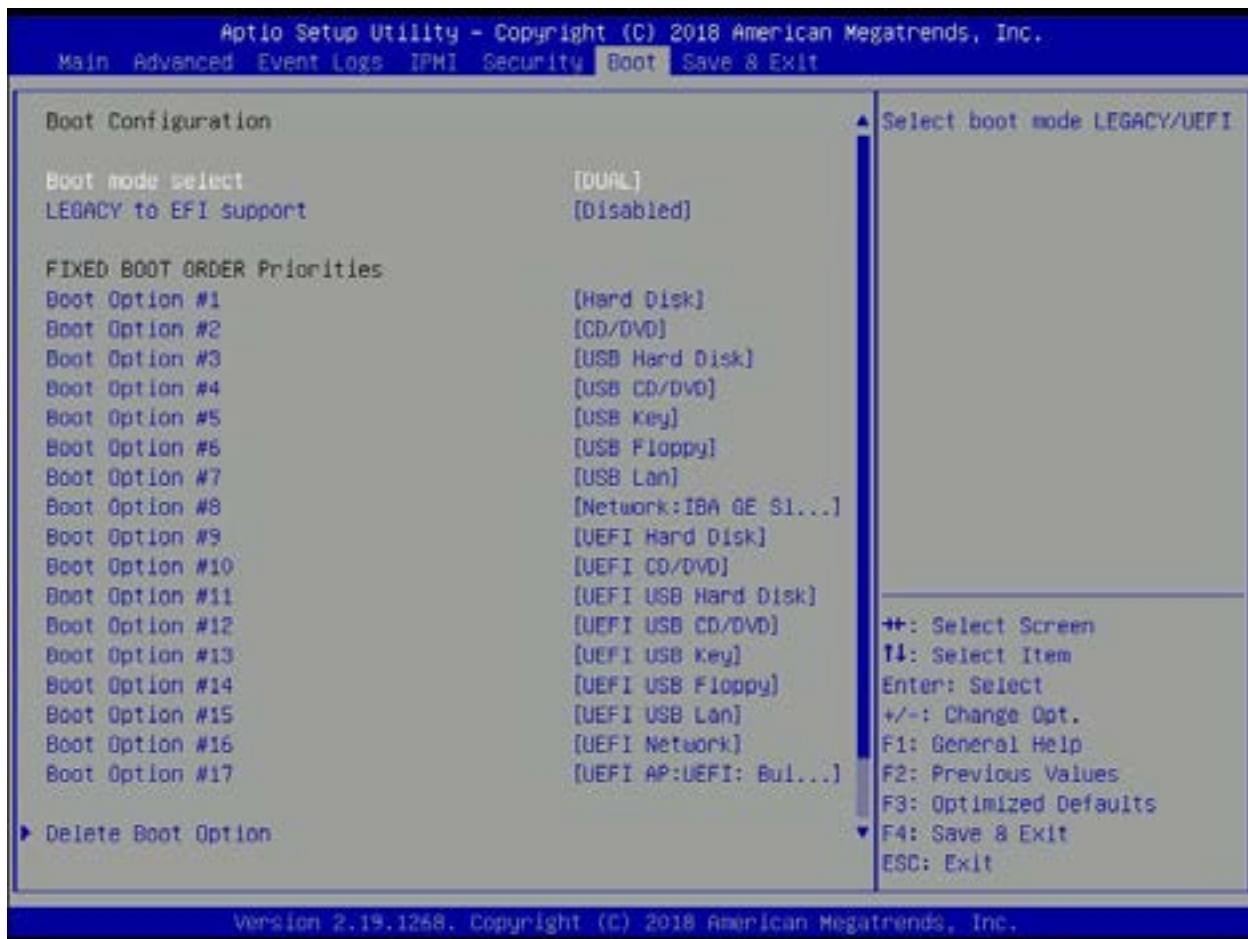 Aptio Setup Utility – Copyright (C) 2018 American Megatrends, Inc.
Main Advanced Event Logs IPMI Security Boot Save & Exit
Boot Configuration
Boot mode select [DUAL]
LEGACY to EFI support [Disabled]
FIXED BOOT ORDER Priorities
Boot Option #1 [Hard Disk]
Boot Option #2 [CD/DVD]
Boot Option #3 [USB Hard Disk]
Boot Option #4 [USB CD/DVD]
Boot Option #5 [USB Key]
Boot Option #6 [USB Floppy]
Boot Option #7 [USB Lan]
Boot Option #8 [Network:IBA GE Sl...]
Boot Option #9 [UEFI Hard Disk]
Boot Option #10 [UEFI CD/DVD]
Boot Option #11 [UEFI USB Hard Disk]
Boot Option #12 [UEFI USB CD/DVD]
Boot Option #13 [UEFI USB Key]
Boot Option #14 [UEFI USB Floppy]
Boot Option #15 [UEFI USB Lan]
Boot Option #16 [UEFI Network]
Boot Option #17 [UEFI AP:UEFI: Bui...]
Delete Boot Option
Select boot mode LEGACY/UEFI
→←: Select Screen
↑↓: Select Item
Enter: Select
+/-: Change Opt.
F1: General Help
F2: Previous Values
F3: Optimized Defaults
F4: Save & Exit
ESC: Exit
Version 2.19.1268. Copyright (C) 2018 American Megatrends, Inc.